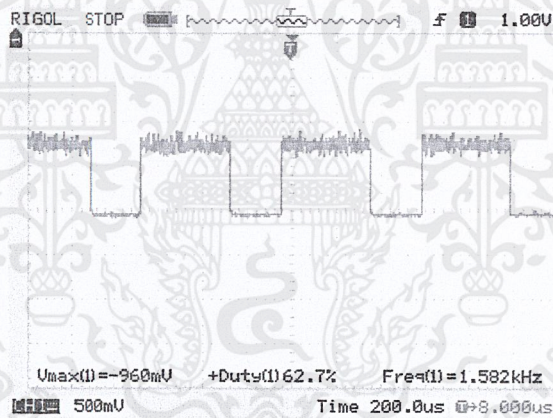 RIGOL STOP 1.00V
T
Vmax(1)=-960mV +Duty(1)62.7% Freq(1)=1.582kHz
500mV Time 200.0us →8.000us